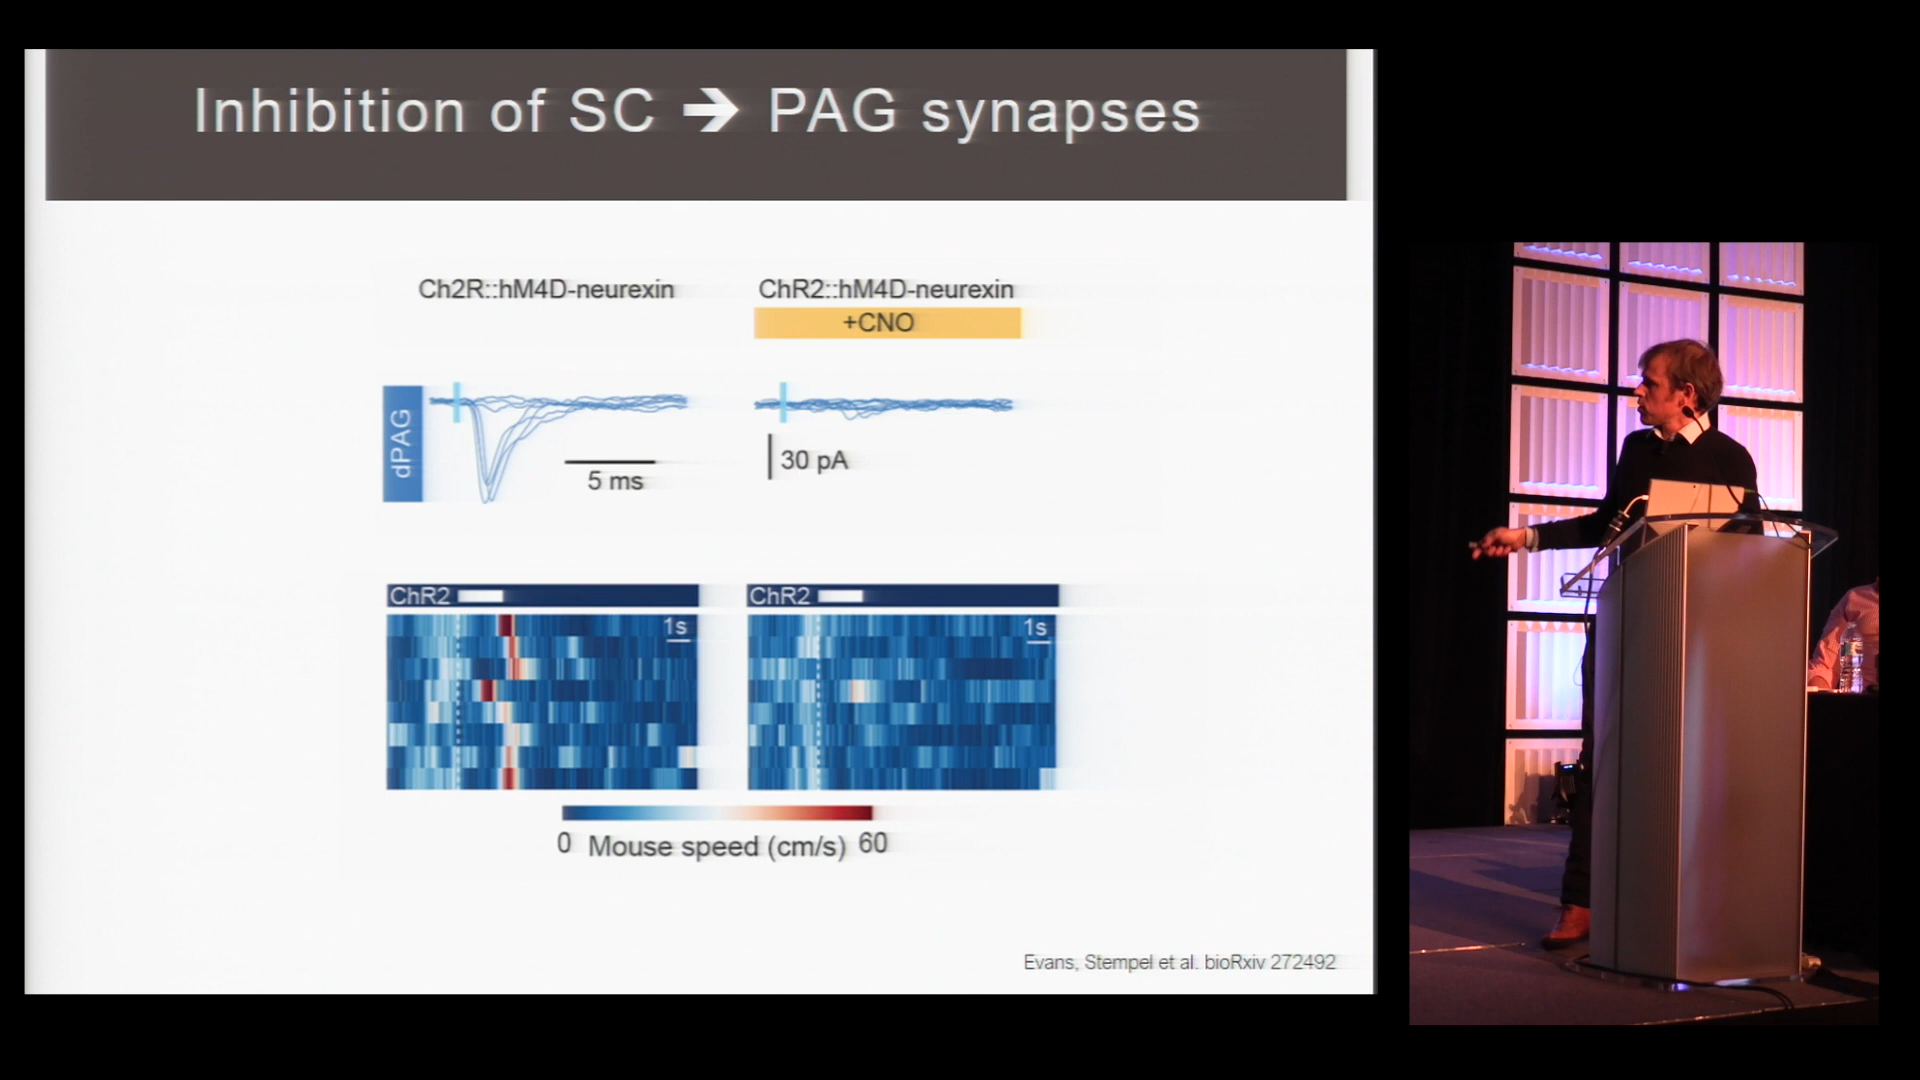 Inhibition of SC → PAG synapses
Ch2R::hM4D-neurexin
ChR2::hM4D-neurexin
+CNO
dPAG
5 ms
30 pA
ChR2
1s
ChR2
1s
0 Mouse speed (cm/s) 60
Evans, Stempel et al. bioRxiv 272492